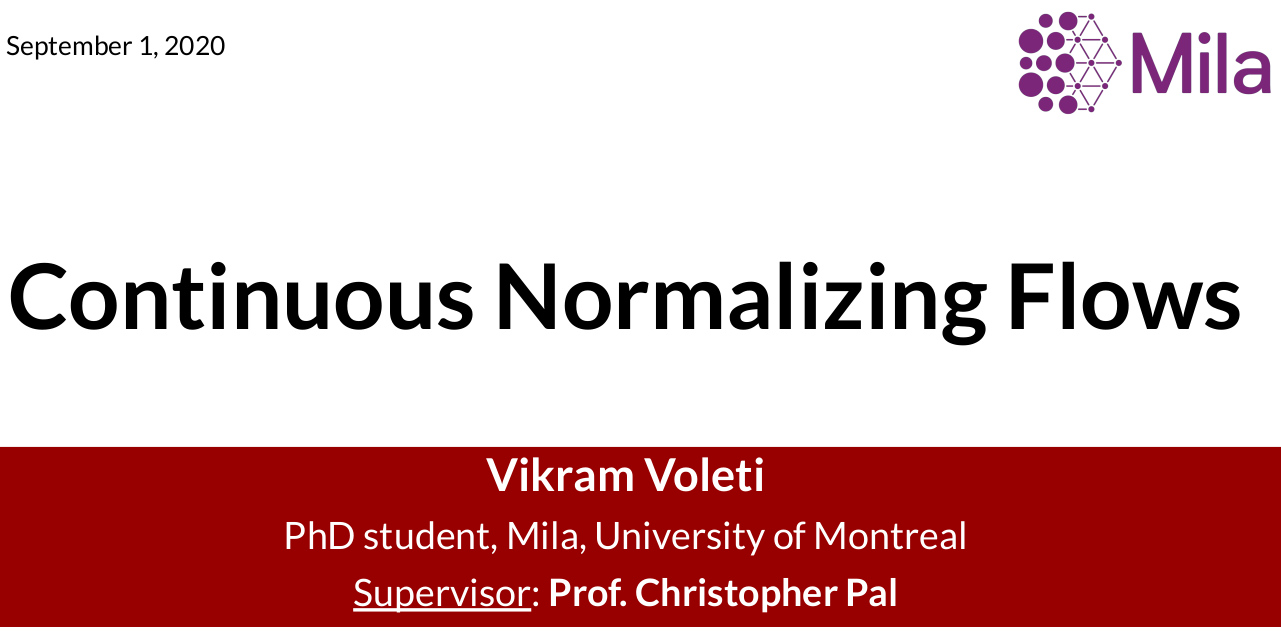 September 1, 2020
Mila
Continuous Normalizing Flows
Vikram Voleti
PhD student, Mila, University of Montreal
Supervisor: Prof. Christopher Pal